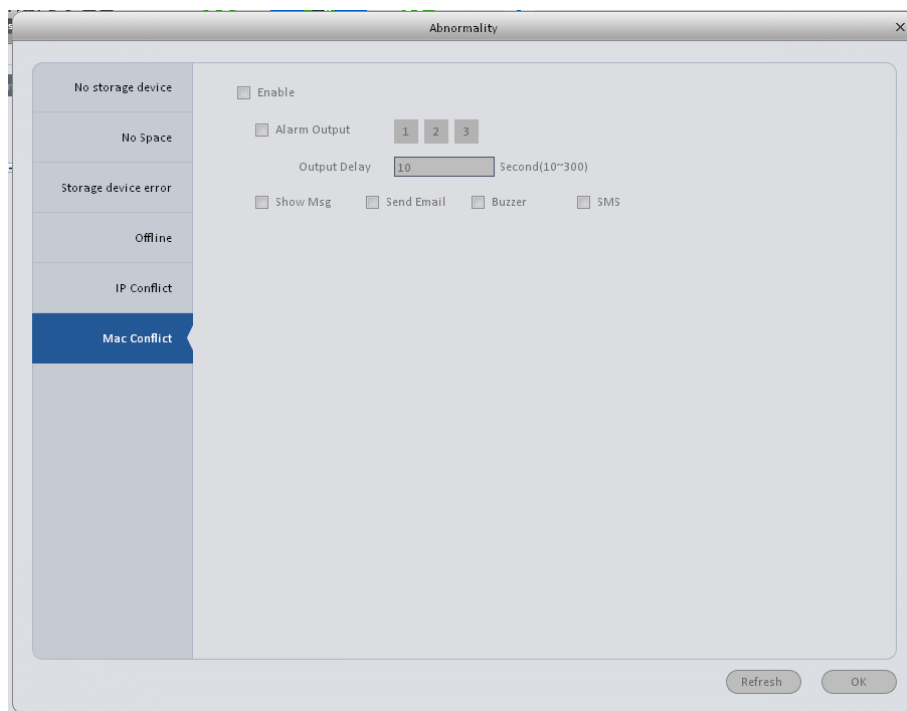 Abnormality
No storage device
No Space
Storage device error
Offline
IP Conflict
Mac Conflict
Enable
Alarm Output 1 2 3
Output Delay 10 Second(10~300)
Show Msg Send Email Buzzer SMS
Refresh OK